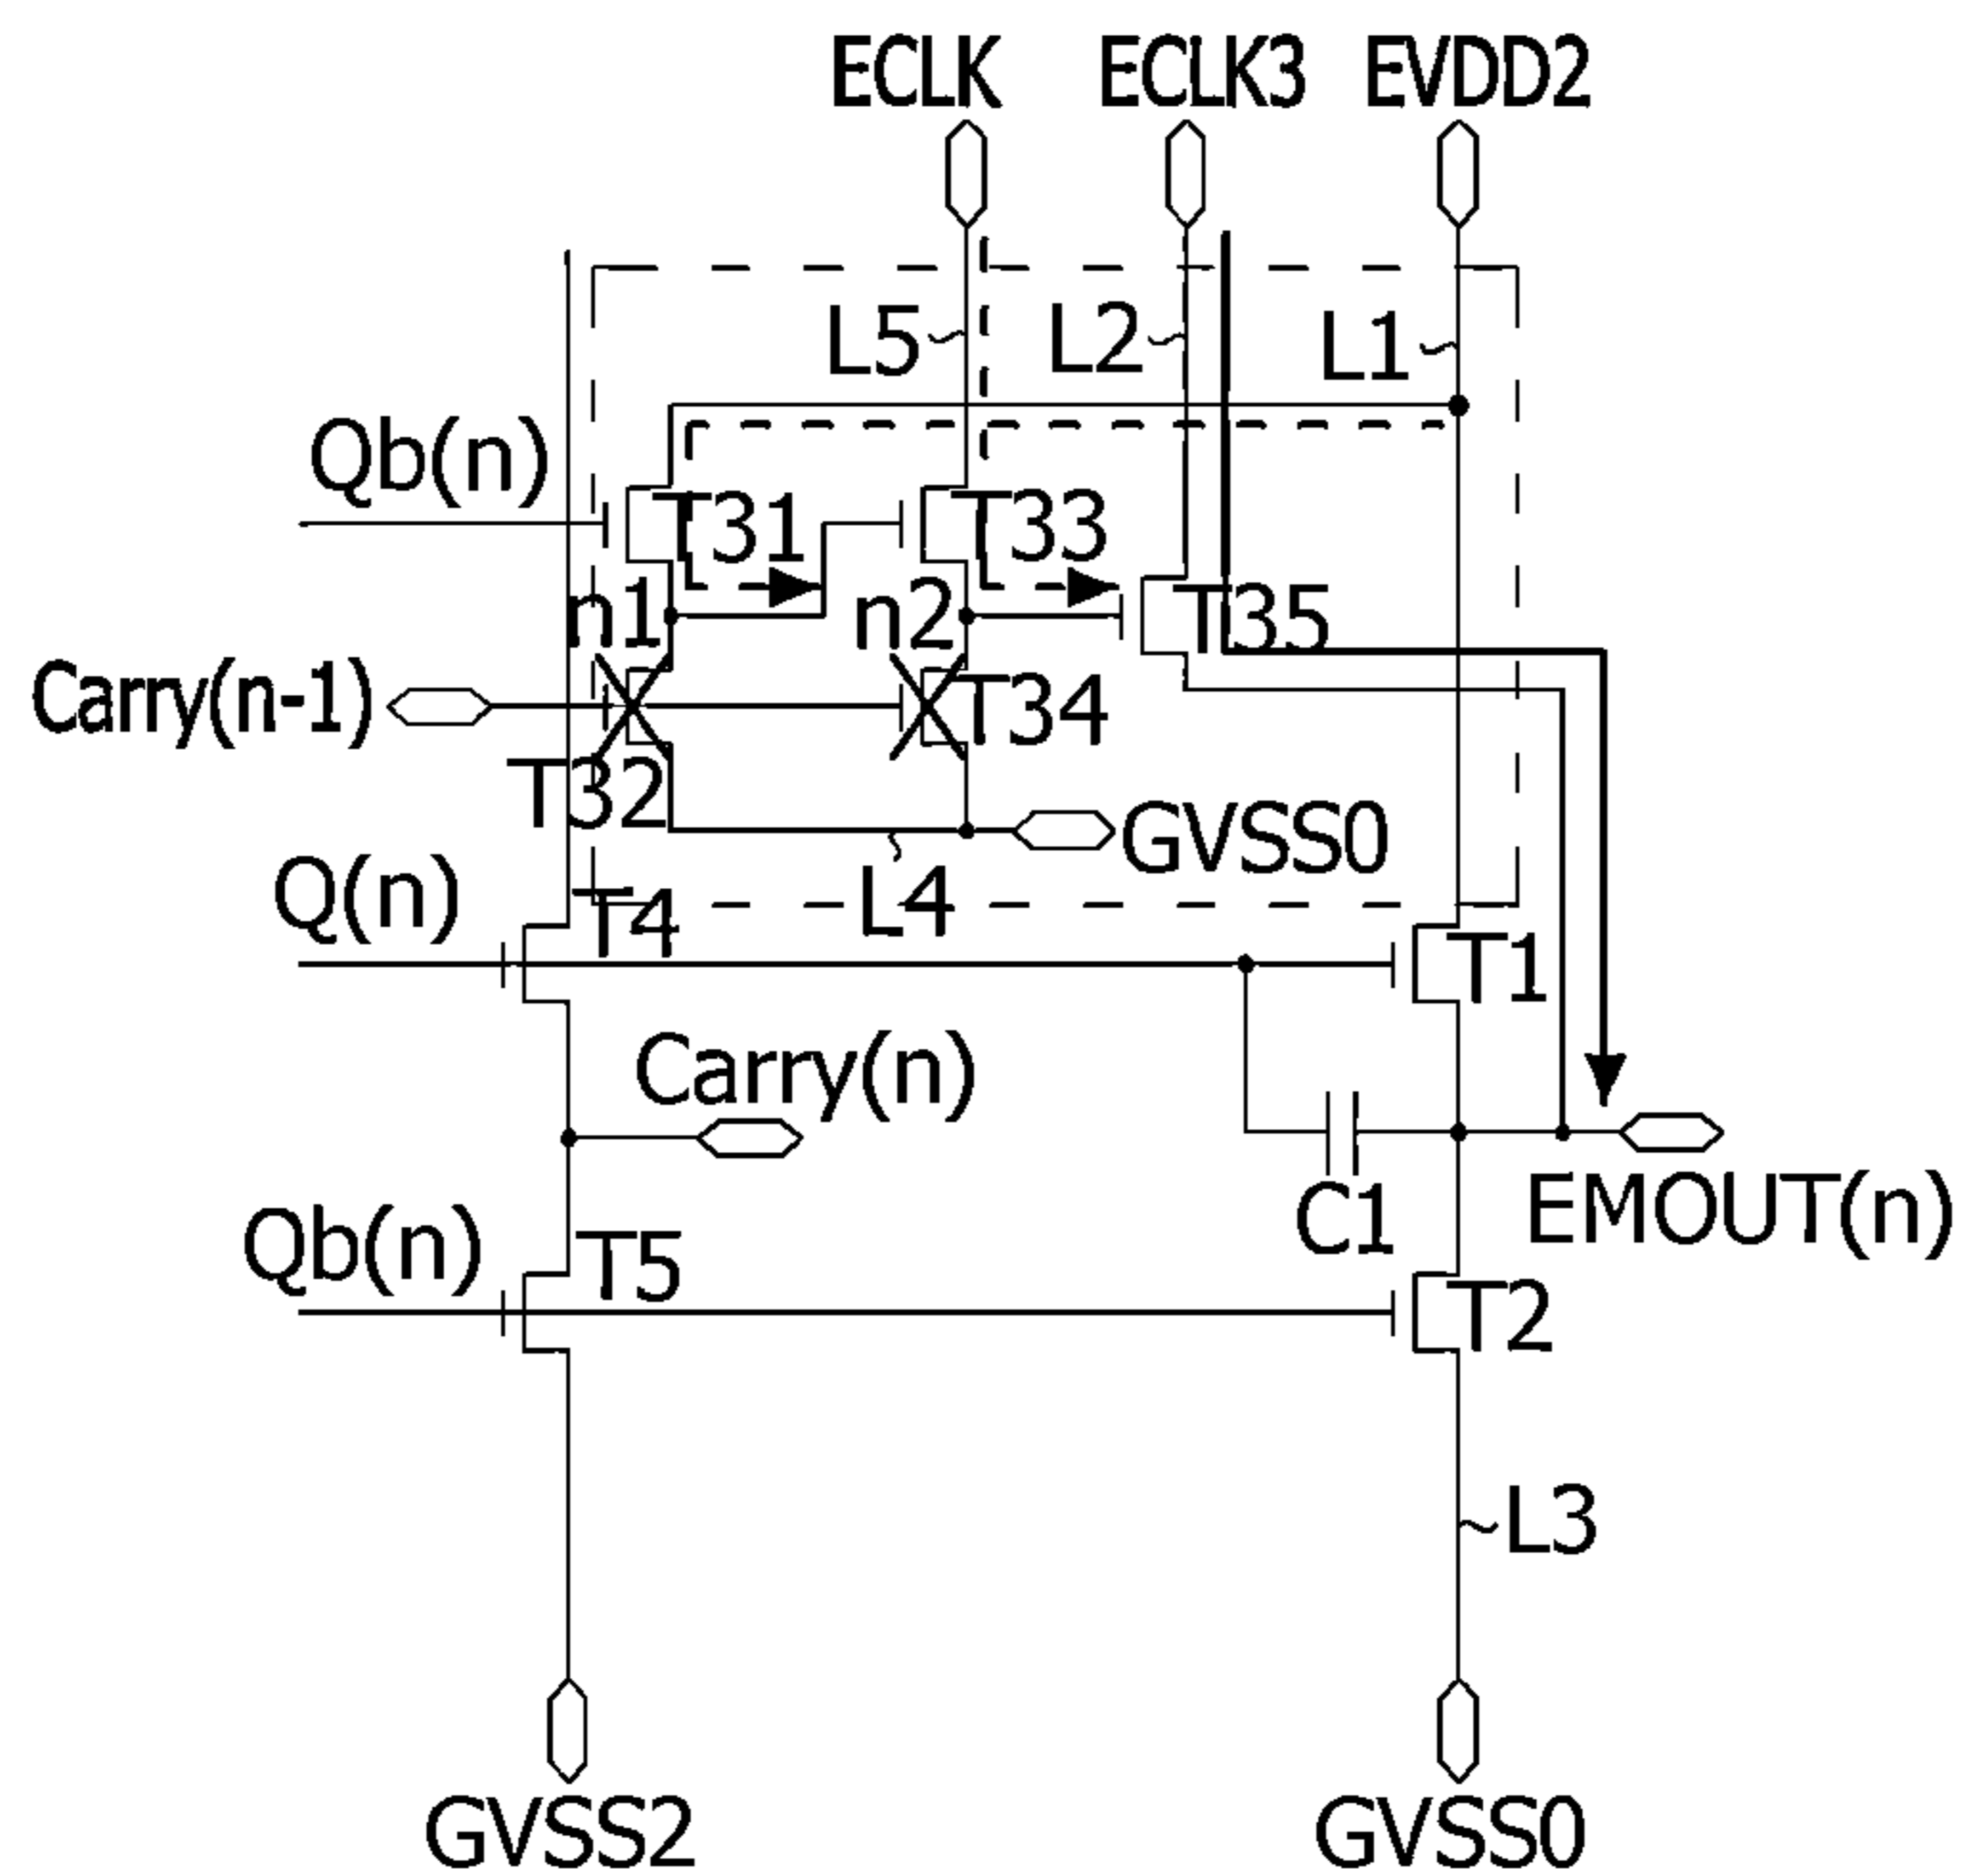 ECLK ECLK3 EVDD2
L5 L2 L1
Qb(n)
T31 T33
n1 n2 T35
Carry(n-1) T34
T32
GVSS0
Q(n) T4 L4
T1
Carry(n)
C1 EMOUT(n)
Qb(n) T5
T2
L3
GVSS2 GVSS0